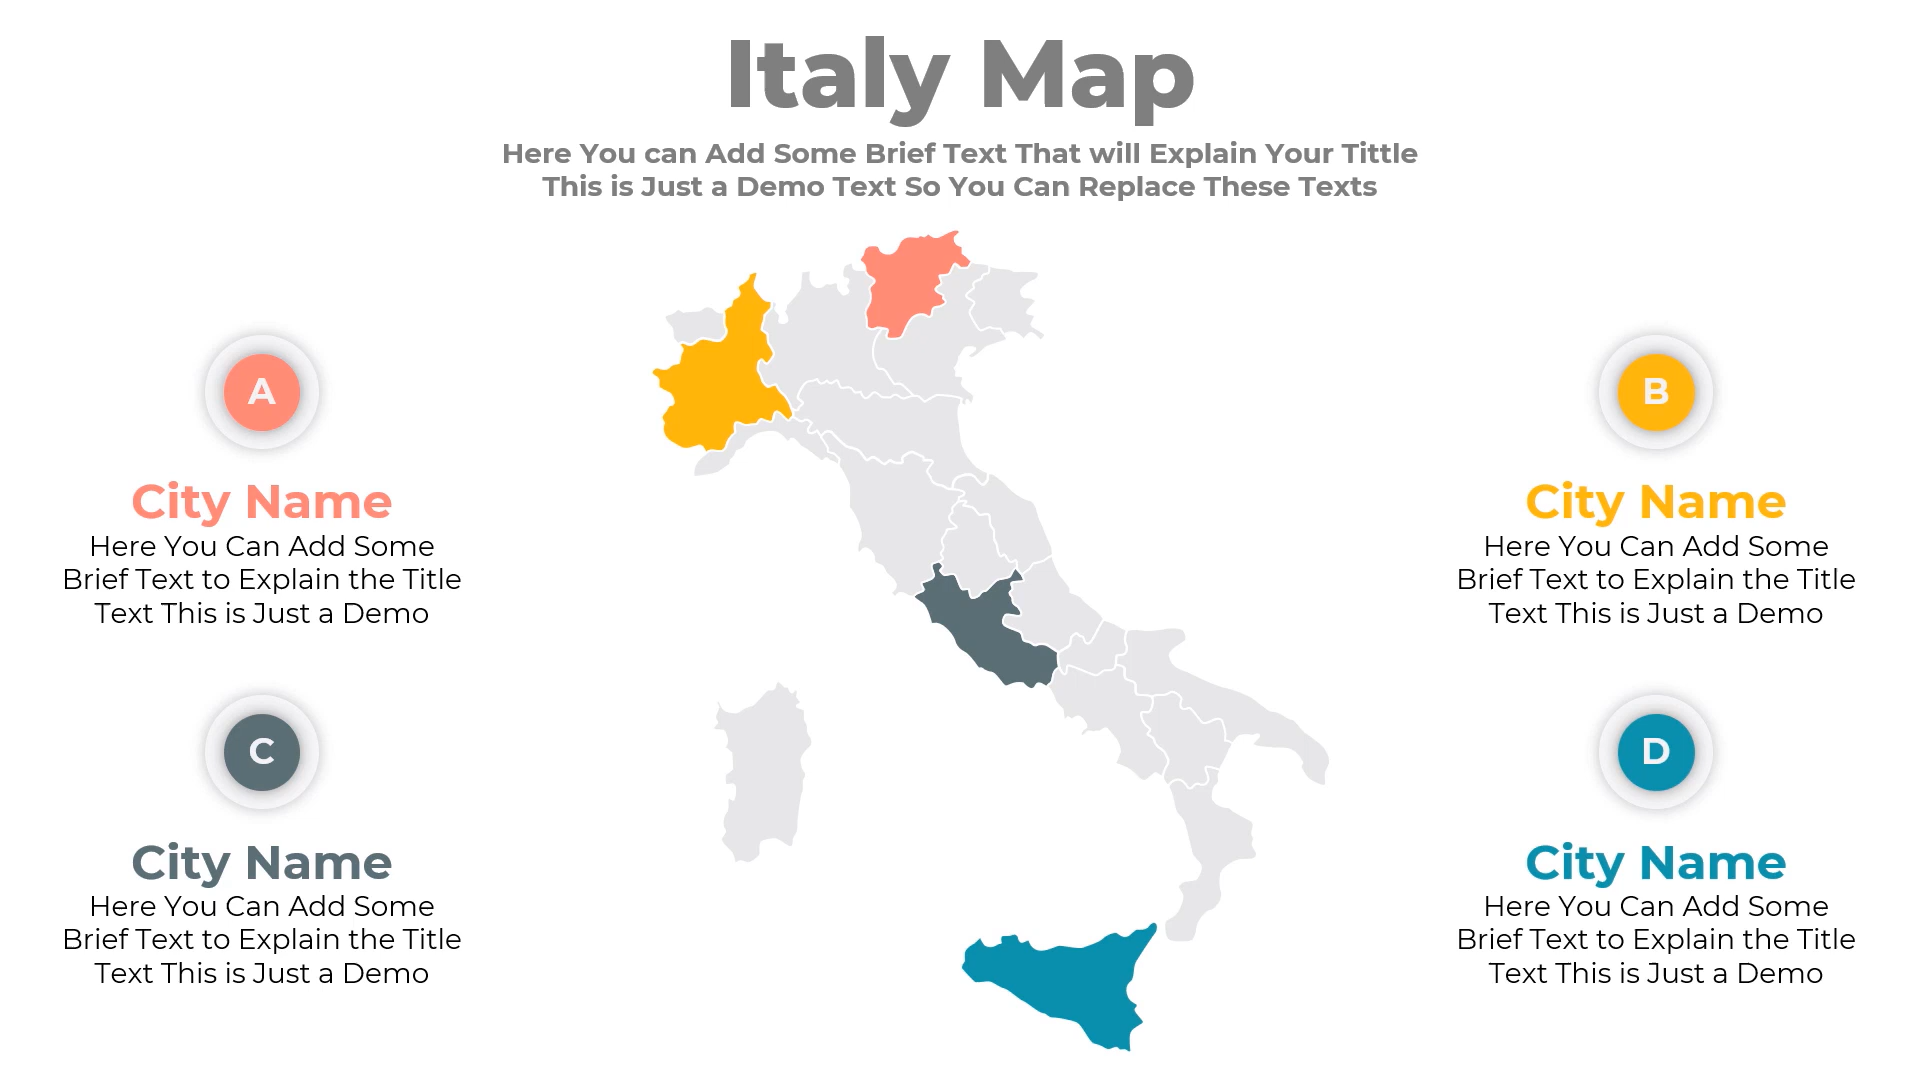 Italy Map
Here You can Add Some Brief Text That will Explain Your Tittle
This is Just a Demo Text So You Can Replace These Texts
A
City Name
Here You Can Add Some
Brief Text to Explain the Title
Text This is Just a Demo
B
City Name
Here You Can Add Some
Brief Text to Explain the Title
Text This is Just a Demo
C
City Name
Here You Can Add Some
Brief Text to Explain the Title
Text This is Just a Demo
D
City Name
Here You Can Add Some
Brief Text to Explain the Title
Text This is Just a Demo